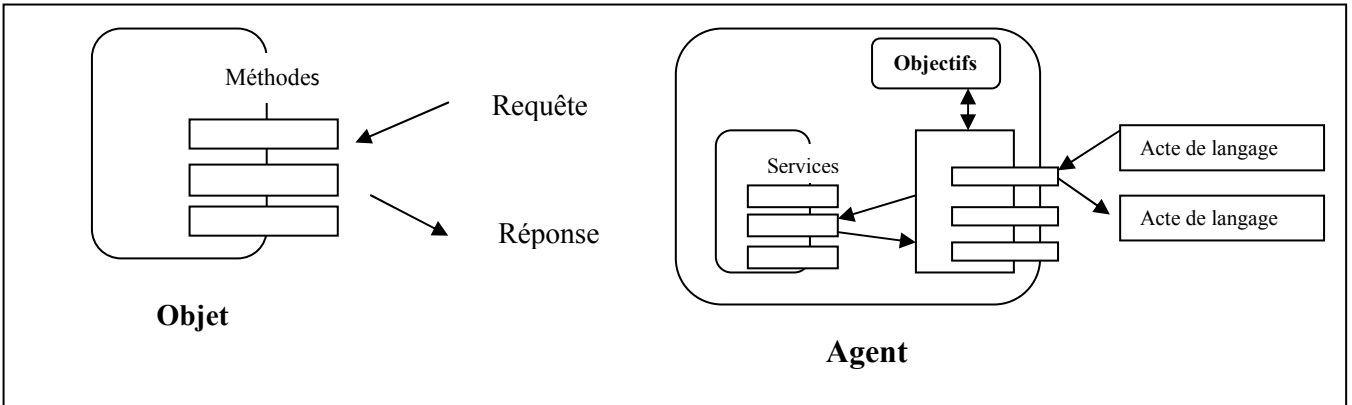 Méthodes
Requête
Réponse
Objet
Objectifs
Services
Acte de langage
Acte de langage
Agent